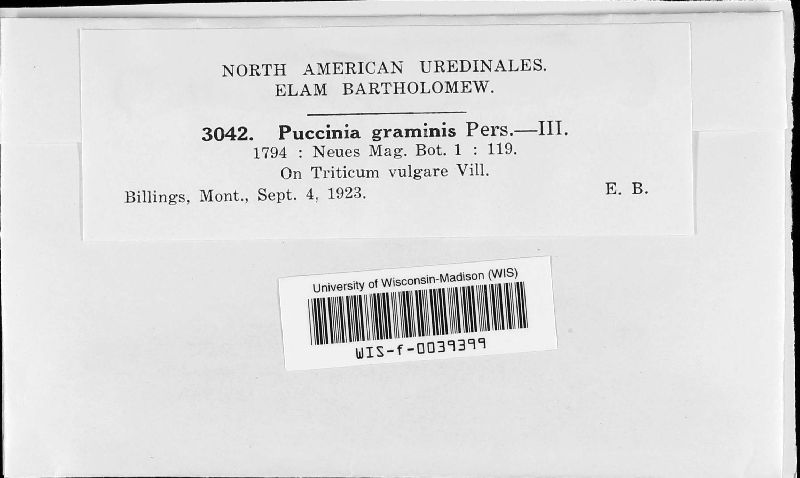 NORTH AMERICAN UREDINALES.
ELAM BARTHOLOMEW.
3042. Puccinia graminis Pers.—III.
1794 : Neues Mag. Bot. 1 : 119.
On Triticum vulgare Vill.
Billings, Mont., Sept. 4, 1923. E. B.
University of Wisconsin-Madison (WIS)
WIS-f-0039399